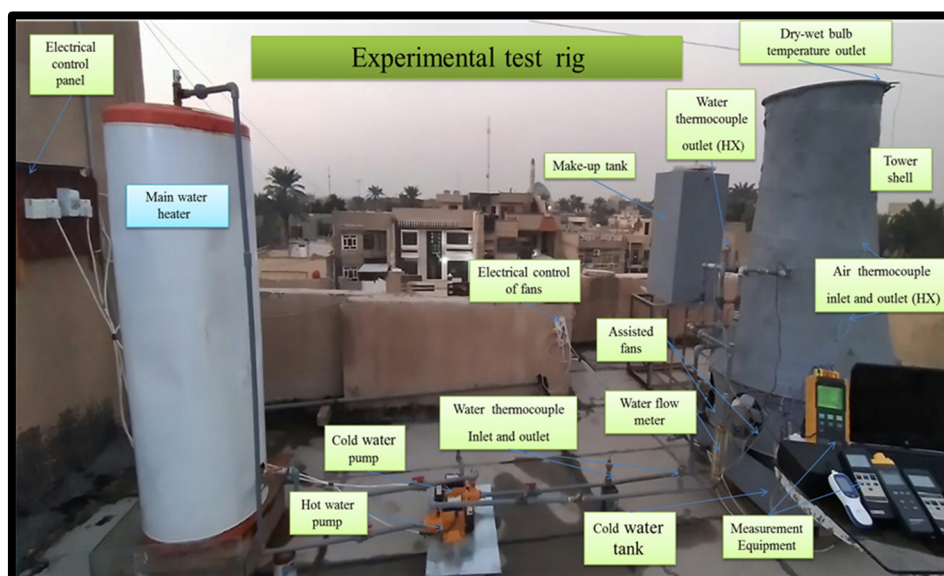 Experimental test rig
Electrical
control
panel
Main water
heater
Make-up tank
Water
thermocouple
outlet (HX)
Dry-wet bulb
temperature outlet
Tower
shell
Electrical control
of fans
Air thermocouple
inlet and outlet (HX)
Assisted
fans
Water flow
meter
Water thermocouple
Inlet and outlet
Cold water
pump
Hot water
pump
Cold water
tank
Measurement
Equipment